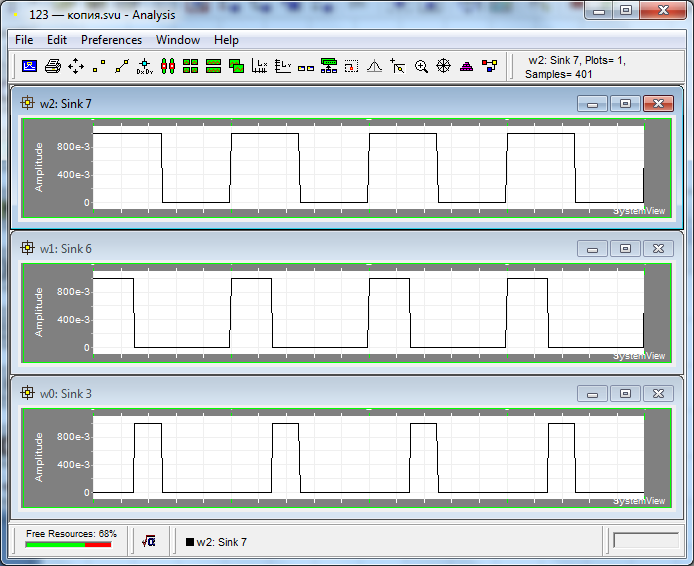 123 — копия.svu - Analysis
File Edit Preferences Window Help
w2: Sink 7, Plots= 1,
Samples= 401
w2: Sink 7
Amplitude
800e-3
400e-3
0
SystemView
w1: Sink 6
Amplitude
800e-3
400e-3
0
SystemView
w0: Sink 3
Amplitude
800e-3
400e-3
0
SystemView
Free Resources: 68%
√α
w2: Sink 7